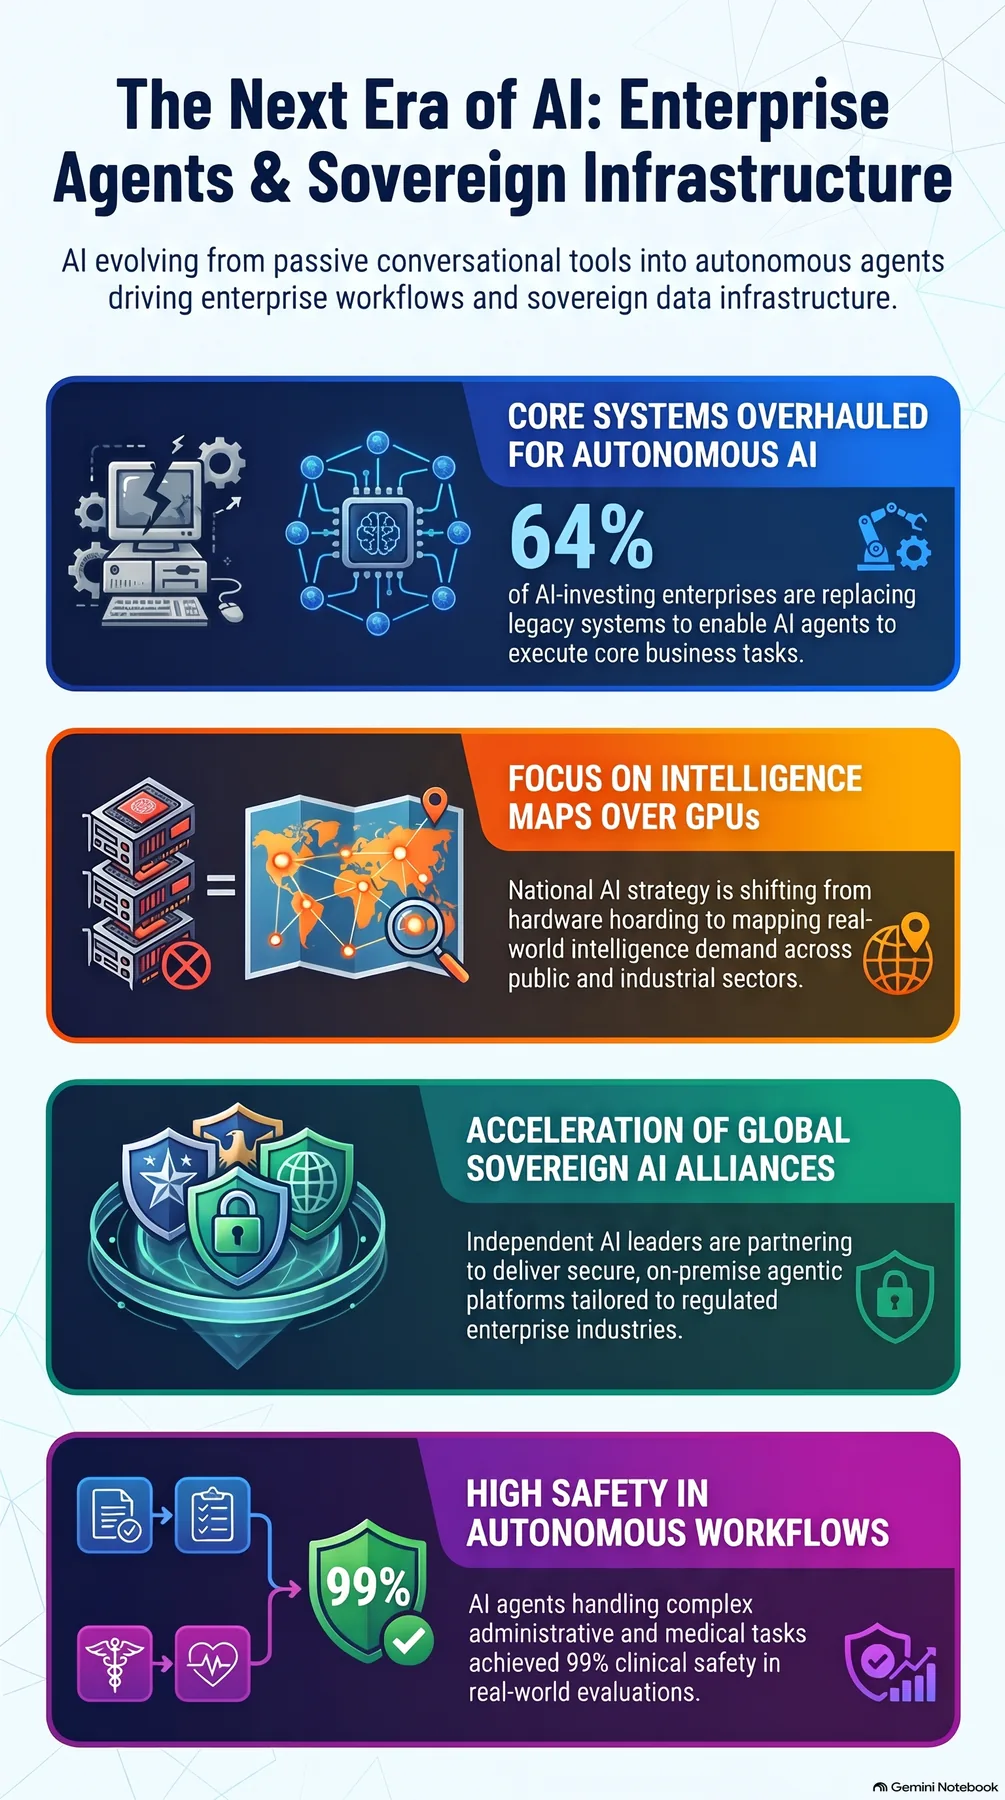 The Next Era of AI: Enterprise
Agents & Sovereign Infrastructure
AI evolving from passive conversational tools into autonomous agents
driving enterprise workflows and sovereign data infrastructure.
CORE SYSTEMS OVERHAULED
FOR AUTONOMOUS AI
64%
of AI-investing enterprises are replacing
legacy systems to enable AI agents to
execute core business tasks.
FOCUS ON INTELLIGENCE
MAPS OVER GPUs
=
National AI strategy is shifting from
hardware hoarding to mapping real-
world intelligence demand across
public and industrial sectors.
ACCELERATION OF GLOBAL
SOVEREIGN AI ALLIANCES
Independent AI leaders are partnering
to deliver secure, on-premise agentic
platforms tailored to regulated
enterprise industries.
HIGH SAFETY IN
AUTONOMOUS WORKFLOWS
99%
AI agents handling complex
administrative and medical tasks
achieved 99% clinical safety in
real-world evaluations.
Gemini Notebook